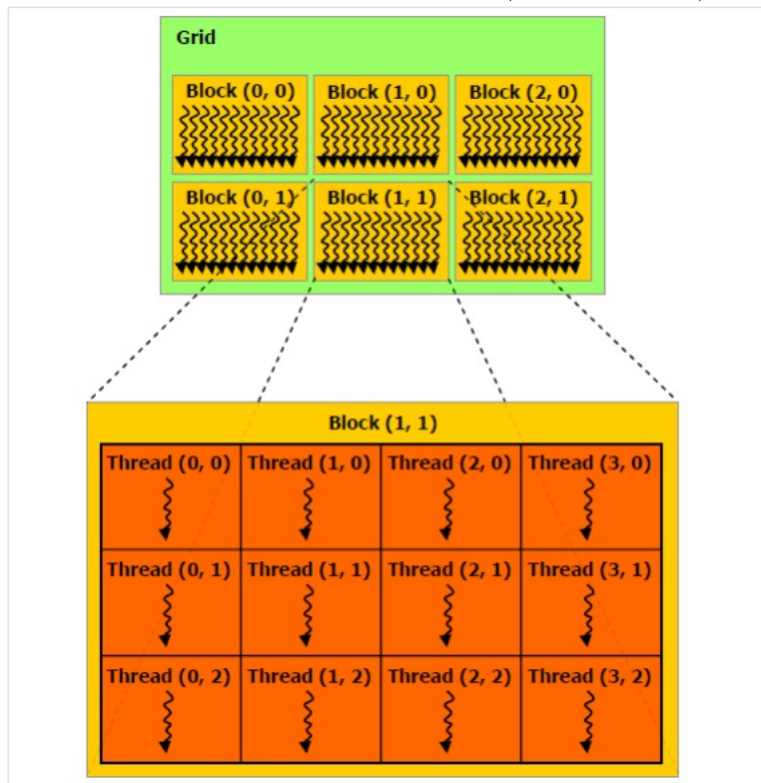 Grid
Block (0, 0) Block (1, 0) Block (2, 0)
Block (0, 1) Block (1, 1) Block (2, 1)
Block (1, 1)
Thread (0, 0) Thread (1, 0) Thread (2, 0) Thread (3, 0)
Thread (0, 1) Thread (1, 1) Thread (2, 1) Thread (3, 1)
Thread (0, 2) Thread (1, 2) Thread (2, 2) Thread (3, 2)